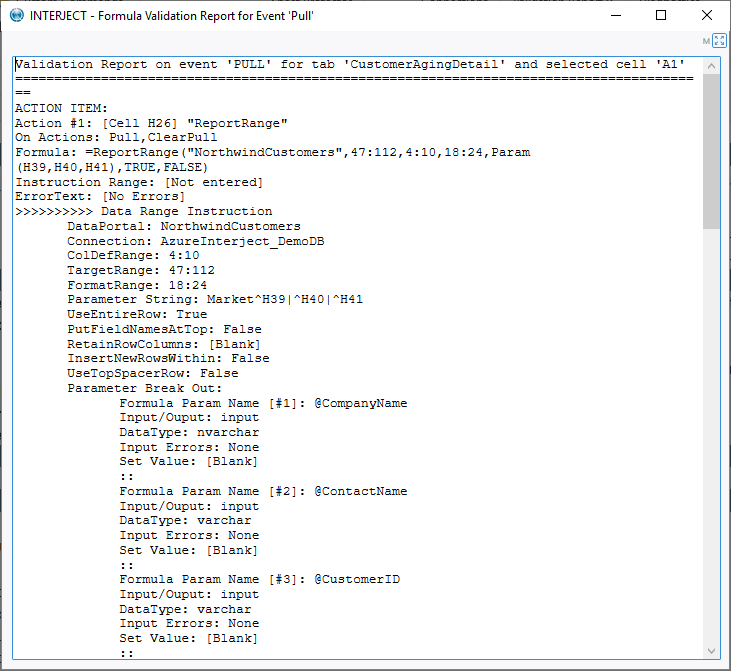 INTERJECT - Formula Validation Report for Event 'Pull'
M
Validation Report on event 'PULL' for tab 'CustomerAgingDetail' and selected cell 'A1'
=======================================================================================
==
ACTION ITEM:
Action #1: [Cell H26] "ReportRange"
On Actions: Pull,ClearPull
Formula: =ReportRange("NorthwindCustomers",47:112,4:10,18:24,Param
(H39,H40,H41),TRUE,FALSE)
Instruction Range: [Not entered]
ErrorText: [No Errors]
>>>>>>>>>> Data Range Instruction
DataPortal: NorthwindCustomers
Connection: AzureInterject_DemoDB
ColDefRange: 4:10
TargetRange: 47:112
FormatRange: 18:24
Parameter String: Market^H39|^H40|^H41
UseEntireRow: True
PutFieldNamesAtTop: False
RetainRowColumns: [Blank]
InsertNewRowsWithin: False
UseTopSpacerRow: False
Parameter Break Out:
Formula Param Name [#1]: @CompanyName
Input/Ouput: input
DataType: nvarchar
Input Errors: None
Set Value: [Blank]
::
Formula Param Name [#2]: @ContactName
Input/Ouput: input
DataType: varchar
Input Errors: None
Set Value: [Blank]
::
Formula Param Name [#3]: @CustomerID
Input/Ouput: input
DataType: varchar
Input Errors: None
Set Value: [Blank]
::